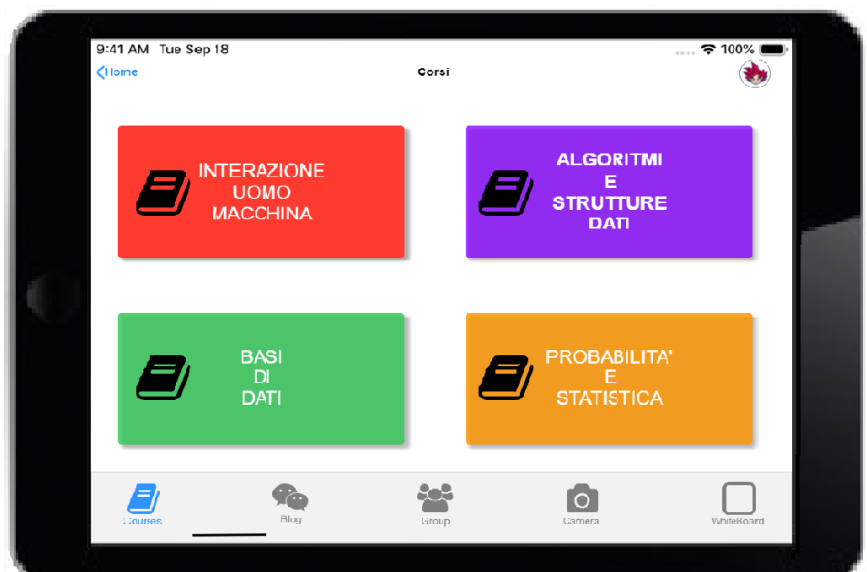 9:41 AM Tue Sep 18
100%
Home
Corsi
INTERAZIONE
UOMO
MACCHINA
ALGORITMI
E
STRUTTURE
DATI
BASI
DI
DATI
PROBABILITA'
E
STATISTICA
Courses
Blog
Group
Camera
WhiteBoard